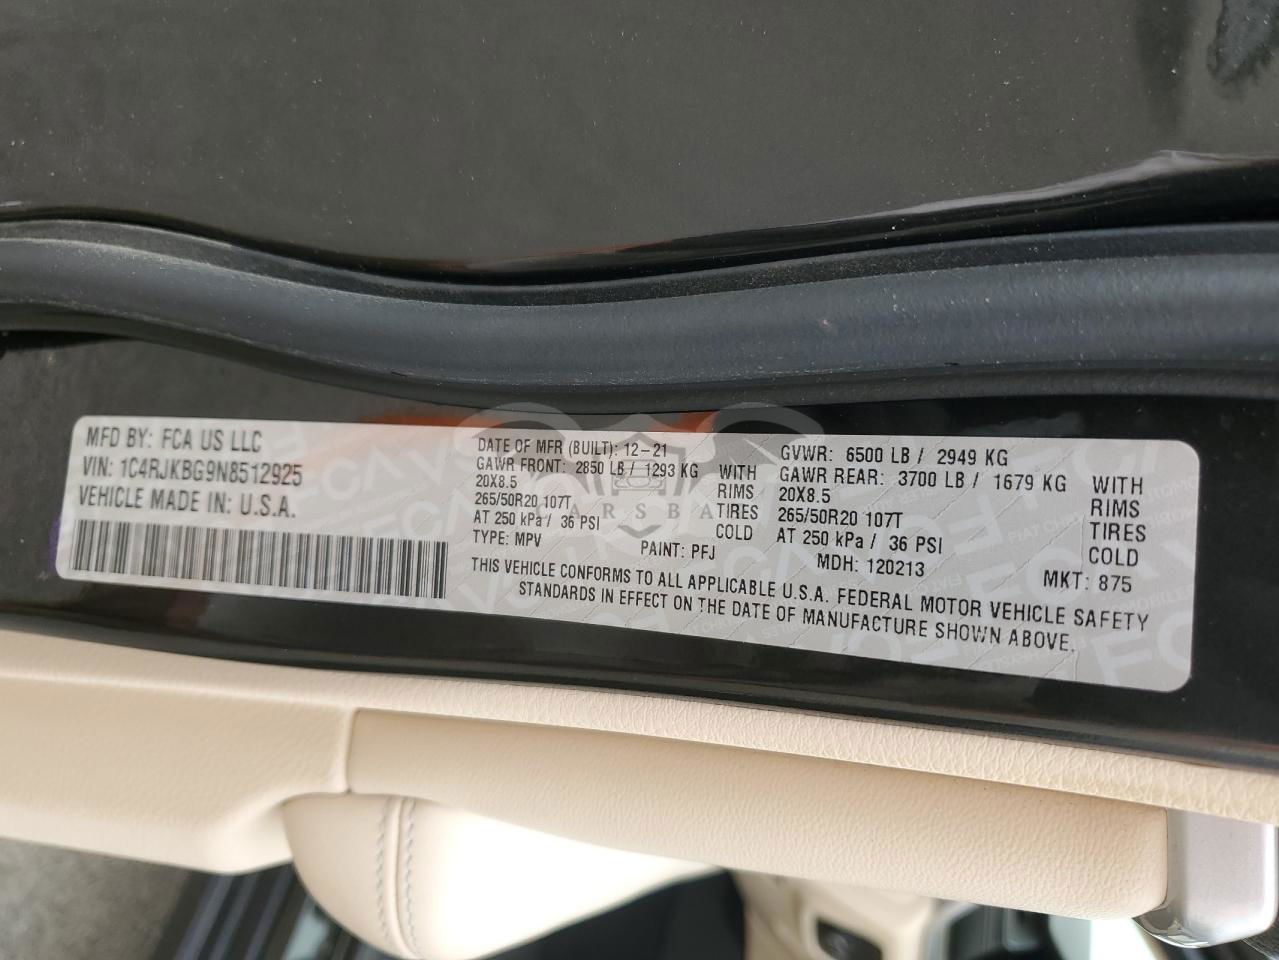 MFD BY: FCA US LLC
VIN: 1C4RJKBG9N8512925
VEHICLE MADE IN: U.S.A.
DATE OF MFR (BUILT): 12-21
GAWR FRONT: 2850 LB / 1293 KG WITH
20X8.5 RIMS
265/50R20 107T TIRES
AT 250 kPa / 36 PSI COLD
TYPE: MPV PAINT: PFJ
GVWR: 6500 LB / 2949 KG
GAWR REAR: 3700 LB / 1679 KG WITH
20X8.5 RIMS
265/50R20 107T TIRES
AT 250 kPa / 36 PSI COLD
MDH: 120213 MKT: 875
THIS VEHICLE CONFORMS TO ALL APPLICABLE U.S.A. FEDERAL MOTOR VEHICLE SAFETY
STANDARDS IN EFFECT ON THE DATE OF MANUFACTURE SHOWN ABOVE.
CARSBA